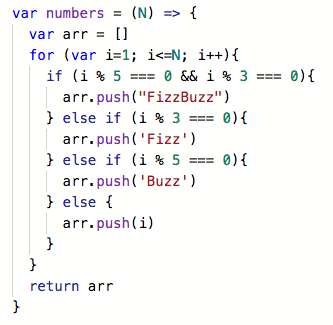 var numbers = (N) => {
  var arr = []
  for (var i=1; i<=N; i++){
    if (i % 5 === 0 && i % 3 === 0){
      arr.push("FizzBuzz")
    } else if (i % 3 === 0){
      arr.push('Fizz')
    } else if (i % 5 === 0){
      arr.push('Buzz')
    } else {
      arr.push(i)
    }
  }
  return arr
}